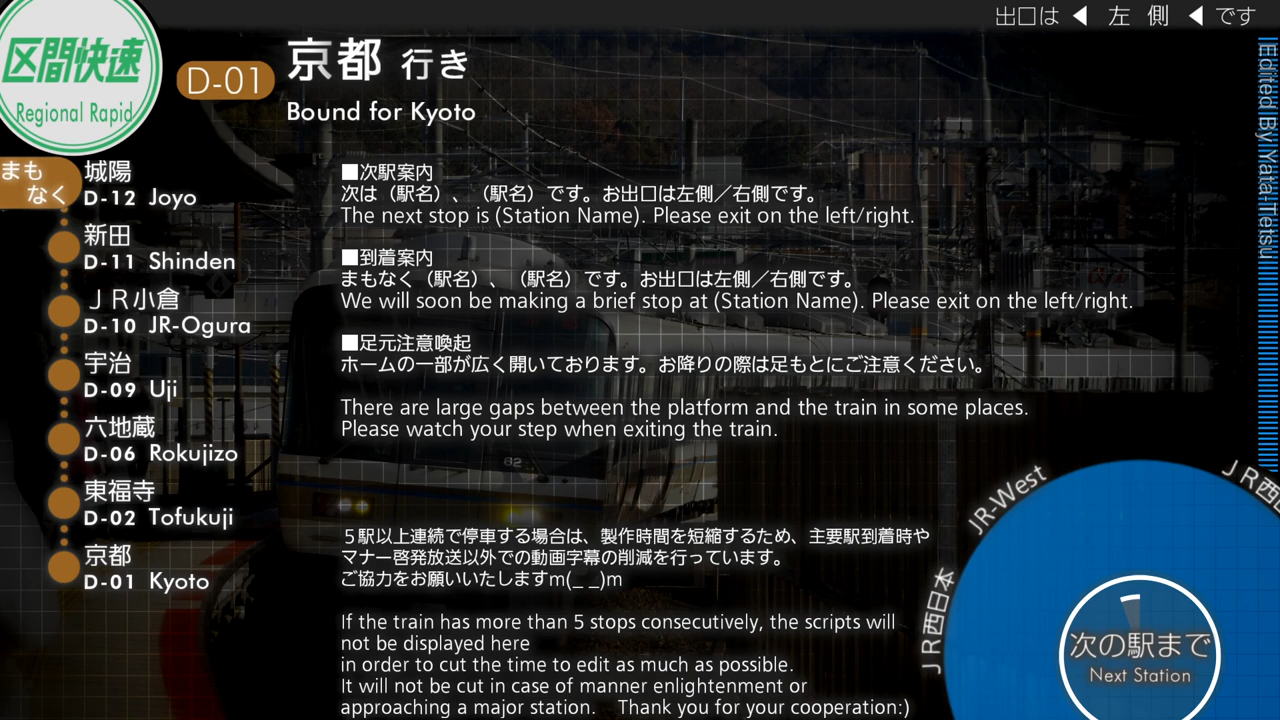 出口は ◀ 左 側 ◀ です
区間快速
Regional Rapid
D-01
京都 行き
Bound for Kyoto
まも
なく
城陽
D-12 Joyo
新田
D-11 Shinden
ＪＲ小倉
D-10 JR-Ogura
宇治
D-09 Uji
六地蔵
D-06 Rokujizo
東福寺
D-02 Tofukuji
京都
D-01 Kyoto
■次駅案内
次は（駅名）、（駅名）です。お出口は左側／右側です。
The next stop is (Station Name). Please exit on the left/right.
■到着案内
まもなく（駅名）、（駅名）です。お出口は左側／右側です。
We will soon be making a brief stop at (Station Name). Please exit on the left/right.
■足元注意喚起
ホームの一部が広く開いております。お降りの際は足もとにご注意ください。
There are large gaps between the platform and the train in some places.
Please watch your step when exiting the train.
５駅以上連続で停車する場合は、製作時間を短縮するため、主要駅到着時や
マナー啓発放送以外での動画字幕の削減を行っています。
ご協力をお願いいたしますm(_ _)m
If the train has more than 5 stops consecutively, the scripts will
not be displayed here
in order to cut the time to edit as much as possible.
It will not be cut in case of manner enlightenment or
approaching a major station. Thank you for your cooperation:)
82
Edited By Yata-Tetsu
ＪＲ西日本
JR-West
ＪＲ西
次の駅まで
Next Station